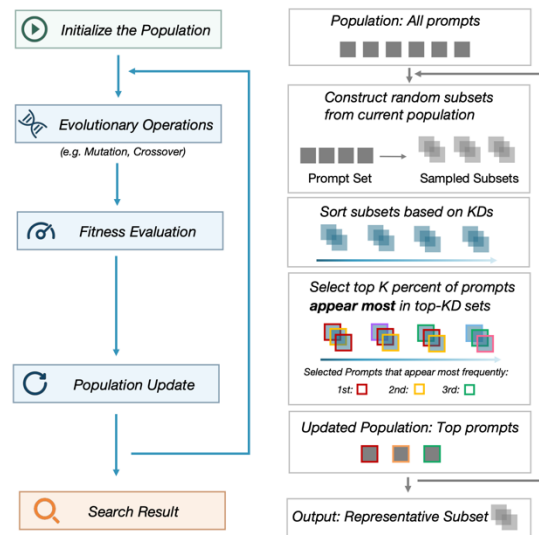 Initialize the Population
Evolutionary Operations
(e.g. Mutation, Crossover)
Fitness Evaluation
Population Update
Search Result
Population: All prompts
Construct random subsets
from current population
Prompt Set
Sampled Subsets
Sort subsets based on KDs
Select top K percent of prompts
appear most in top-KD sets
Selected Prompts that appear most frequently:
1st:
2nd:
3rd:
Updated Population: Top prompts
Output: Representative Subset